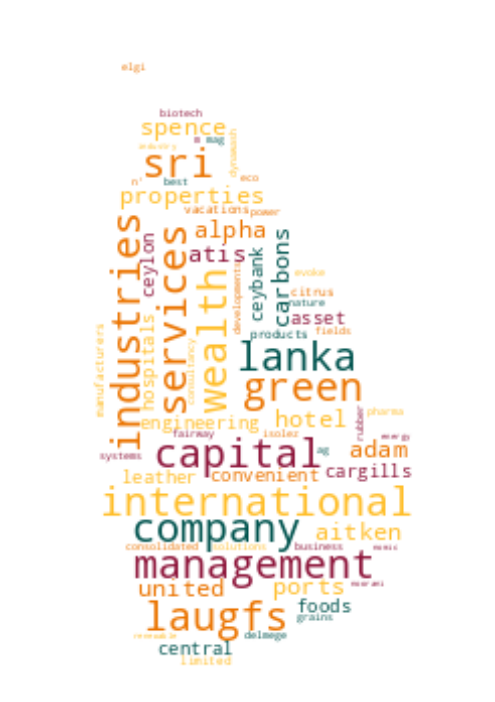 elgi
biotech
spence
m
mag
dynawash
industry
sri
n'
best
eco
properties
vacations
power
alpha
industries
services
ceylon
atis
wealth
ceybank
carbons
developments
evoke
citrus
nature
asset
products
fields
manufacturers
hospitals
consultancy
lanka
green
engineering
hotel
rubber
pharma
fairway
isolez
energy
capital
ag
adam
systems
leather
convenient
cargills
international
company
aitken
consolidated
solutions
business
management
united
ports
laugfs
foods
grains
renewable
delmege
central
limited